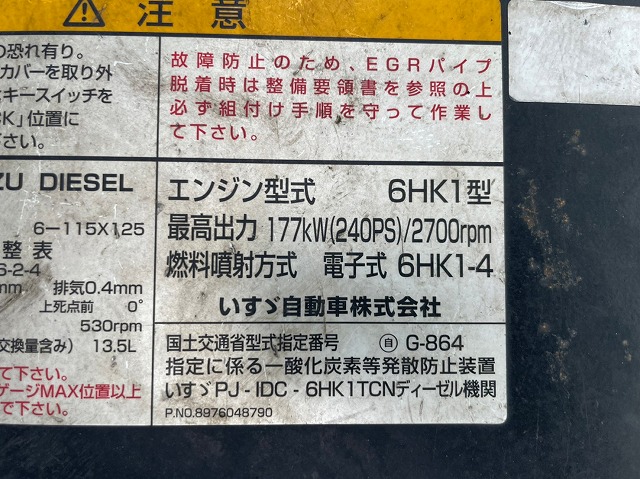 注意
の恐れ有り。
カバーを取り外
キースイッチを
K」位置に
下さい。
故障防止のため、EGRパイプ
脱着時は整備要領書を参照の上
必ず組付け手順を守って作業し
て下さい。
ZU DIESEL
6-115X125
整 表
6-2-4
mm 排気0.4mm
上死点前 0°
530rpm
交換量含み) 13.5L
て下さい。
ゲージMAX位置以上
で下さい。
エンジン型式 6HK1型
最高出力 177kW(240PS)/2700rpm
燃料噴射方式 電子式 6HK1-4
いすゞ自動車株式会社
国土交通省型式指定番号 ㊀自 G-864
指定に係る一酸化炭素等発散防止装置
いすゞPJ-IDC-6HK1TCNディーゼル機関
P.NO.8976048790